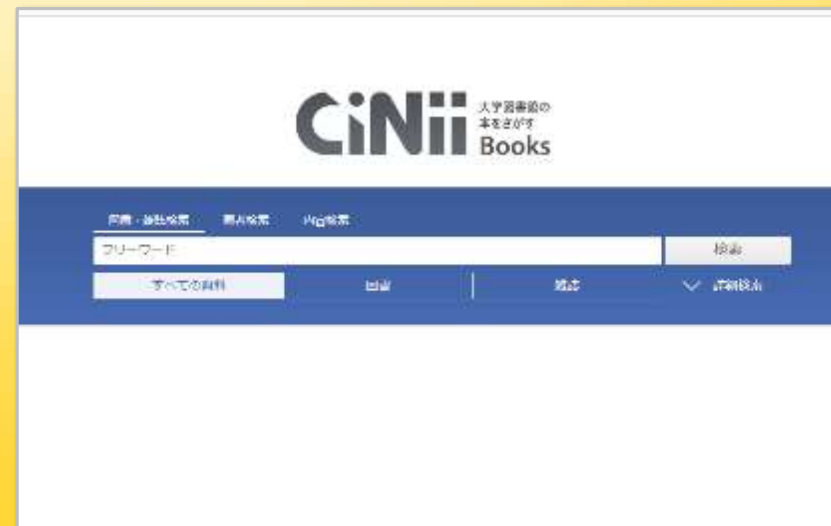 CiNii
大学図書館の
本をさがす
Books
図書・雑誌検索 著者検索 内容検索
フリーワード
検索
すべての資料 図書 雑誌 詳細検索